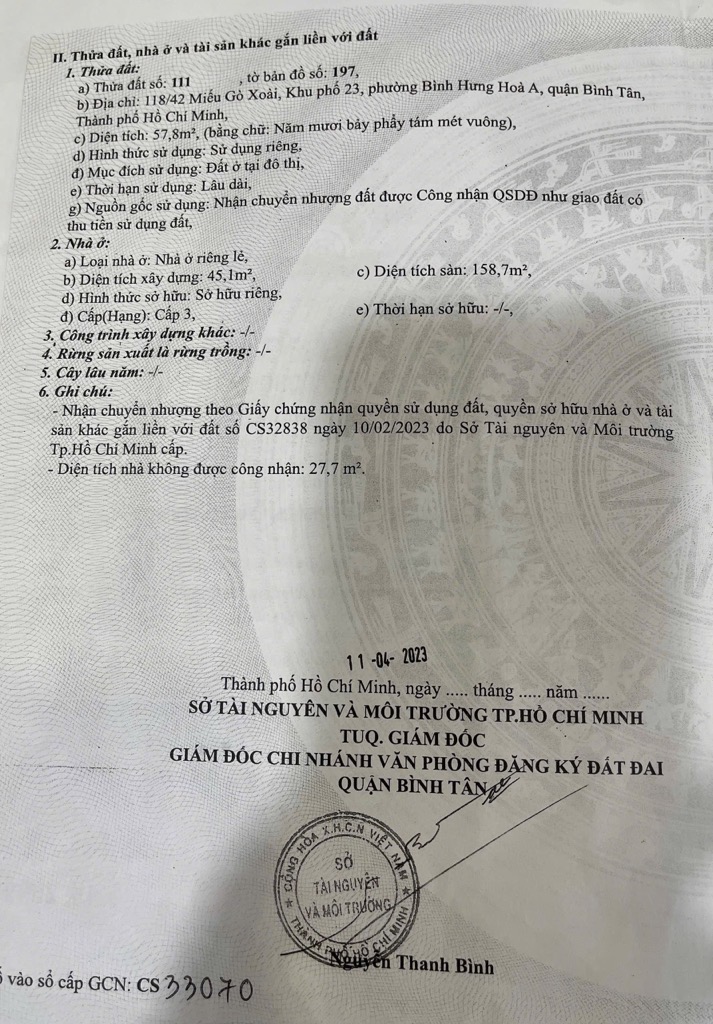 II. Thửa đất, nhà ở và tài sản khác gắn liền với đất
1. Thửa đất:
a) Thửa đất số: 111 , tờ bản đồ số: 197,
b) Địa chỉ: 118/42 Miếu Gò Xoài, Khu phố 23, phường Bình Hưng Hoà A, quận Bình Tân,
Thành phố Hồ Chí Minh,
c) Diện tích: 57,8m², (bằng chữ: Năm mươi bảy phẩy tám mét vuông),
d) Hình thức sử dụng: Sử dụng riêng,
đ) Mục đích sử dụng: Đất ở tại đô thị,
e) Thời hạn sử dụng: Lâu dài,
g) Nguồn gốc sử dụng: Nhận chuyển nhượng đất được Công nhận QSDĐ như giao đất có
thu tiền sử dụng đất,
2. Nhà ở:
a) Loại nhà ở: Nhà ở riêng lẻ,
b) Diện tích xây dựng: 45,1m², c) Diện tích sàn: 158,7m²,
d) Hình thức sở hữu: Sở hữu riêng,
đ) Cấp(Hạng): Cấp 3, e) Thời hạn sở hữu: -/-,
3. Công trình xây dựng khác: -/-
4. Rừng sản xuất là rừng trồng: -/-
5. Cây lâu năm: -/-
6. Ghi chú:
- Nhận chuyển nhượng theo Giấy chứng nhận quyền sử dụng đất, quyền sở hữu nhà ở và tài
sản khác gắn liền với đất số CS32838 ngày 10/02/2023 do Sở Tài nguyên và Môi trường
Tp.Hồ Chí Minh cấp.
- Diện tích nhà không được công nhận: 27,7 m².
11-04-2023
Thành phố Hồ Chí Minh, ngày ..... tháng ..... năm ......
SỞ TÀI NGUYÊN VÀ MÔI TRƯỜNG TP.HỒ CHÍ MINH
TUQ. GIÁM ĐỐC
GIÁM ĐỐC CHI NHÁNH VĂN PHÒNG ĐĂNG KÝ ĐẤT ĐAI
QUẬN BÌNH TÂN
CỘNG HÒA X.H.C.N VIỆT NAM
SỞ
TÀI NGUYÊN
VÀ MÔI TRƯỜNG
THÀNH PHỐ HỒ CHÍ MINH
Nguyễn Thanh Bình
vào sổ cấp GCN: CS 33070